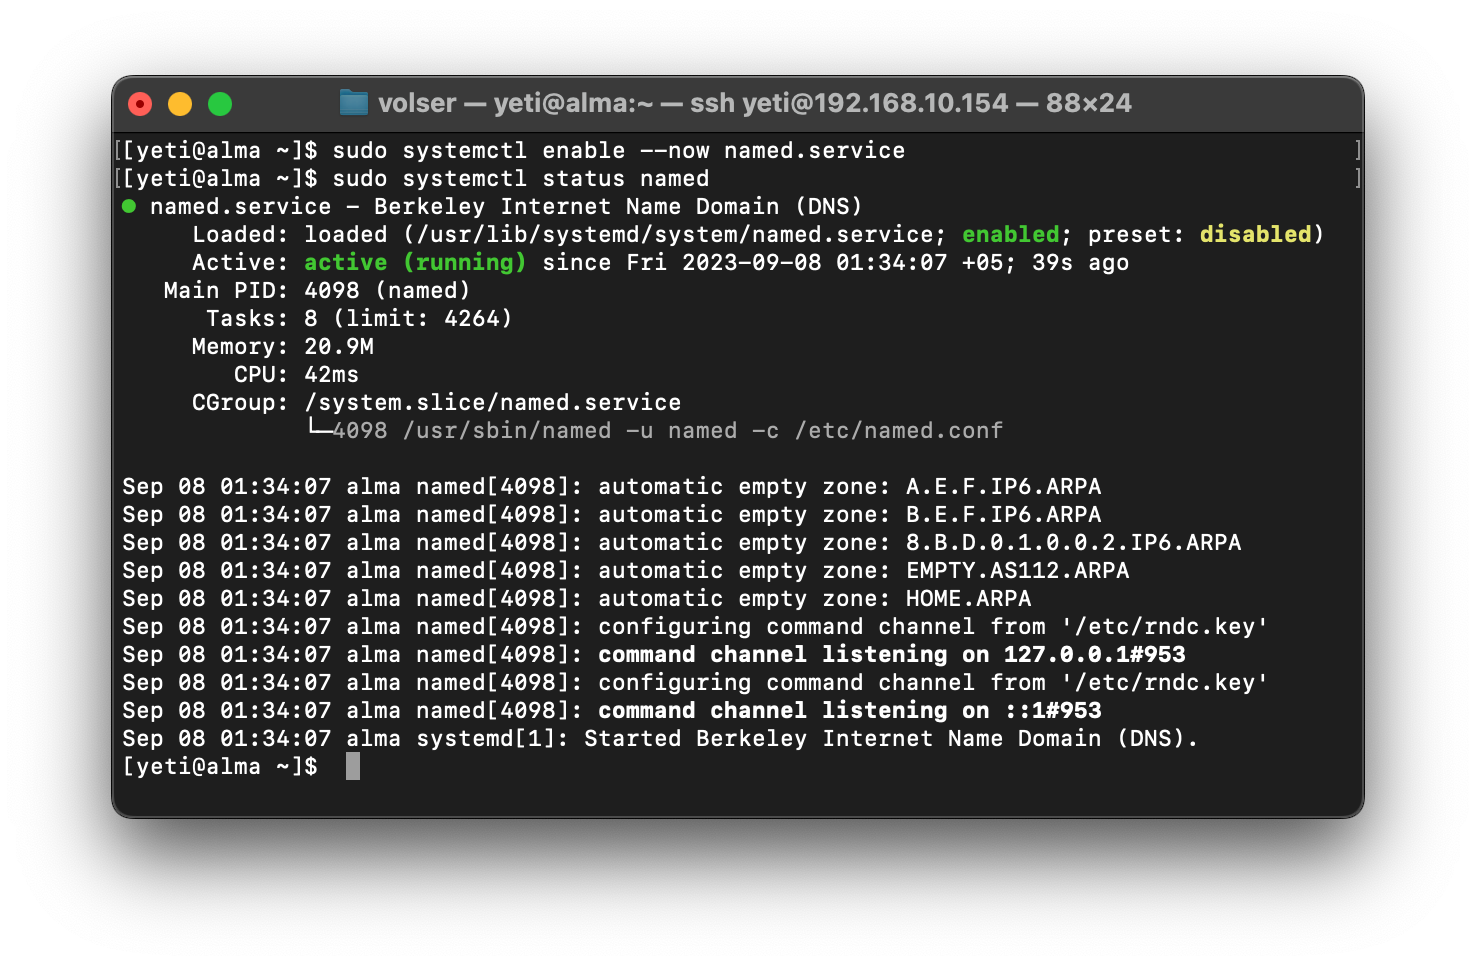 volser — yeti@alma:~ — ssh yeti@192.168.10.154 — 88×24
[[yeti@alma ~]$ sudo systemctl enable --now named.service ]
[[yeti@alma ~]$ sudo systemctl status named ]
● named.service - Berkeley Internet Name Domain (DNS)
     Loaded: loaded (/usr/lib/systemd/system/named.service; enabled; preset: disabled)
     Active: active (running) since Fri 2023-09-08 01:34:07 +05; 39s ago
   Main PID: 4098 (named)
      Tasks: 8 (limit: 4264)
     Memory: 20.9M
        CPU: 42ms
     CGroup: /system.slice/named.service
             └─4098 /usr/sbin/named -u named -c /etc/named.conf

Sep 08 01:34:07 alma named[4098]: automatic empty zone: A.E.F.IP6.ARPA
Sep 08 01:34:07 alma named[4098]: automatic empty zone: B.E.F.IP6.ARPA
Sep 08 01:34:07 alma named[4098]: automatic empty zone: 8.B.D.0.1.0.0.2.IP6.ARPA
Sep 08 01:34:07 alma named[4098]: automatic empty zone: EMPTY.AS112.ARPA
Sep 08 01:34:07 alma named[4098]: automatic empty zone: HOME.ARPA
Sep 08 01:34:07 alma named[4098]: configuring command channel from '/etc/rndc.key'
Sep 08 01:34:07 alma named[4098]: command channel listening on 127.0.0.1#953
Sep 08 01:34:07 alma named[4098]: configuring command channel from '/etc/rndc.key'
Sep 08 01:34:07 alma named[4098]: command channel listening on ::1#953
Sep 08 01:34:07 alma systemd[1]: Started Berkeley Internet Name Domain (DNS).
[yeti@alma ~]$